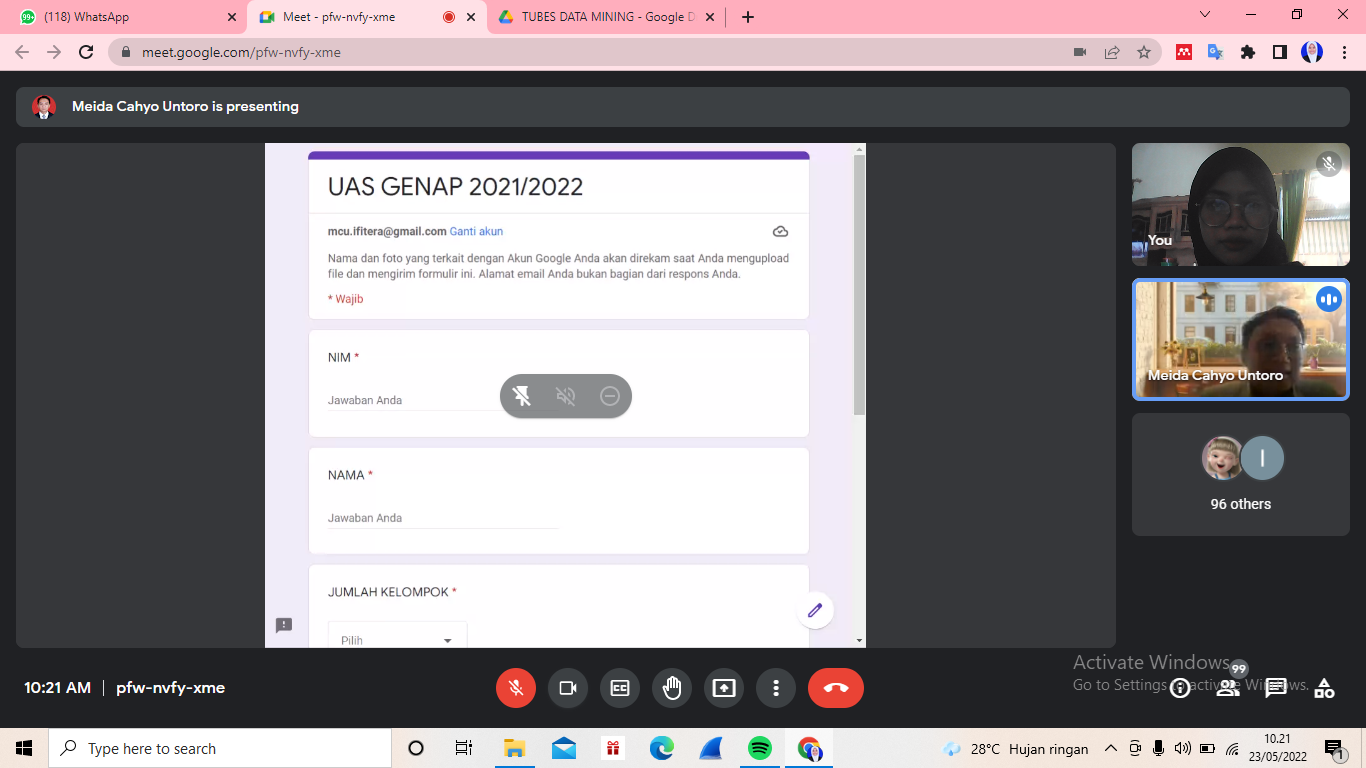 99+
(118) WhatsApp
Meet - pfw-nvfy-xme
TUBES DATA MINING - Google D
meet.google.com/pfw-nvfy-xme
Meida Cahyo Untoro is presenting
UAS GENAP 2021/2022
mcu.ifitera@gmail.com Ganti akun
Nama dan foto yang terkait dengan Akun Google Anda akan direkam saat Anda mengupload
file dan mengirim formulir ini. Alamat email Anda bukan bagian dari respons Anda.
* Wajib
NIM *
Jawaban Anda
NAMA *
Jawaban Anda
JUMLAH KELOMPOK *
Pilih
You
Meida Cahyo Untoro
I
96 others
Activate Windows
Go to Settings to activate Windows.
10:21 AM | pfw-nvfy-xme
CC
99
Type here to search
28°C Hujan ringan
10.21
23/05/2022
1